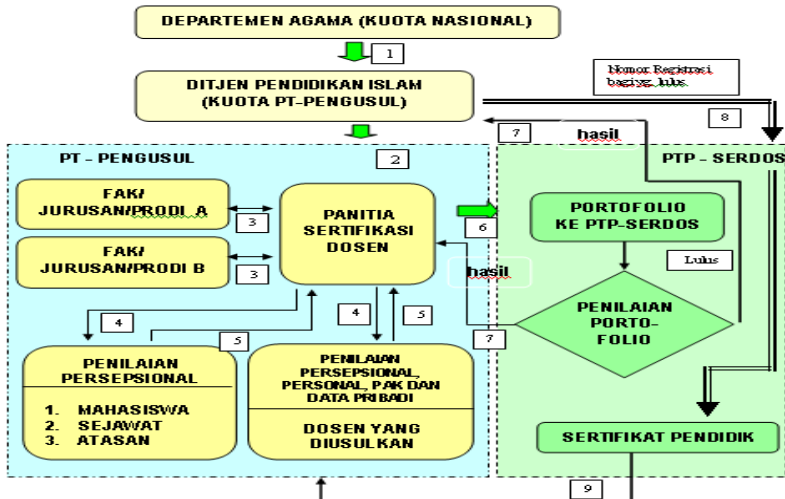 DEPARTEMEN AGAMA (KUOTA NASIONAL)
1
DITJEN PENDIDIKAN ISLAM
(KUOTA PT-PENGUSUL)
Nomor Registrasi
bagiyg lulus
8
7
hasil
PT - PENGUSUL
2
PTP - SERDOS
FAK/
JURUSAN/PRODI A
3
FAK/
JURUSAN/PRODI B
3
PANITIA
SERTIFIKASI
DOSEN
6
hasil
PORTOFOLIO
KE PTP-SERDOS
Lulus
PENILAIAN
PORTO-
FOLIO
7
4
5
4
5
PENILAIAN
PERSEPSIONAL
1. MAHASISWA
2. SEJAWAT
3. ATASAN
PENILAIAN
PERSEPSIONAL,
PERSONAL, PAK DAN
DATA PRIBADI
DOSEN YANG
DIUSULKAN
SERTIFIKAT PENDIDIK
9